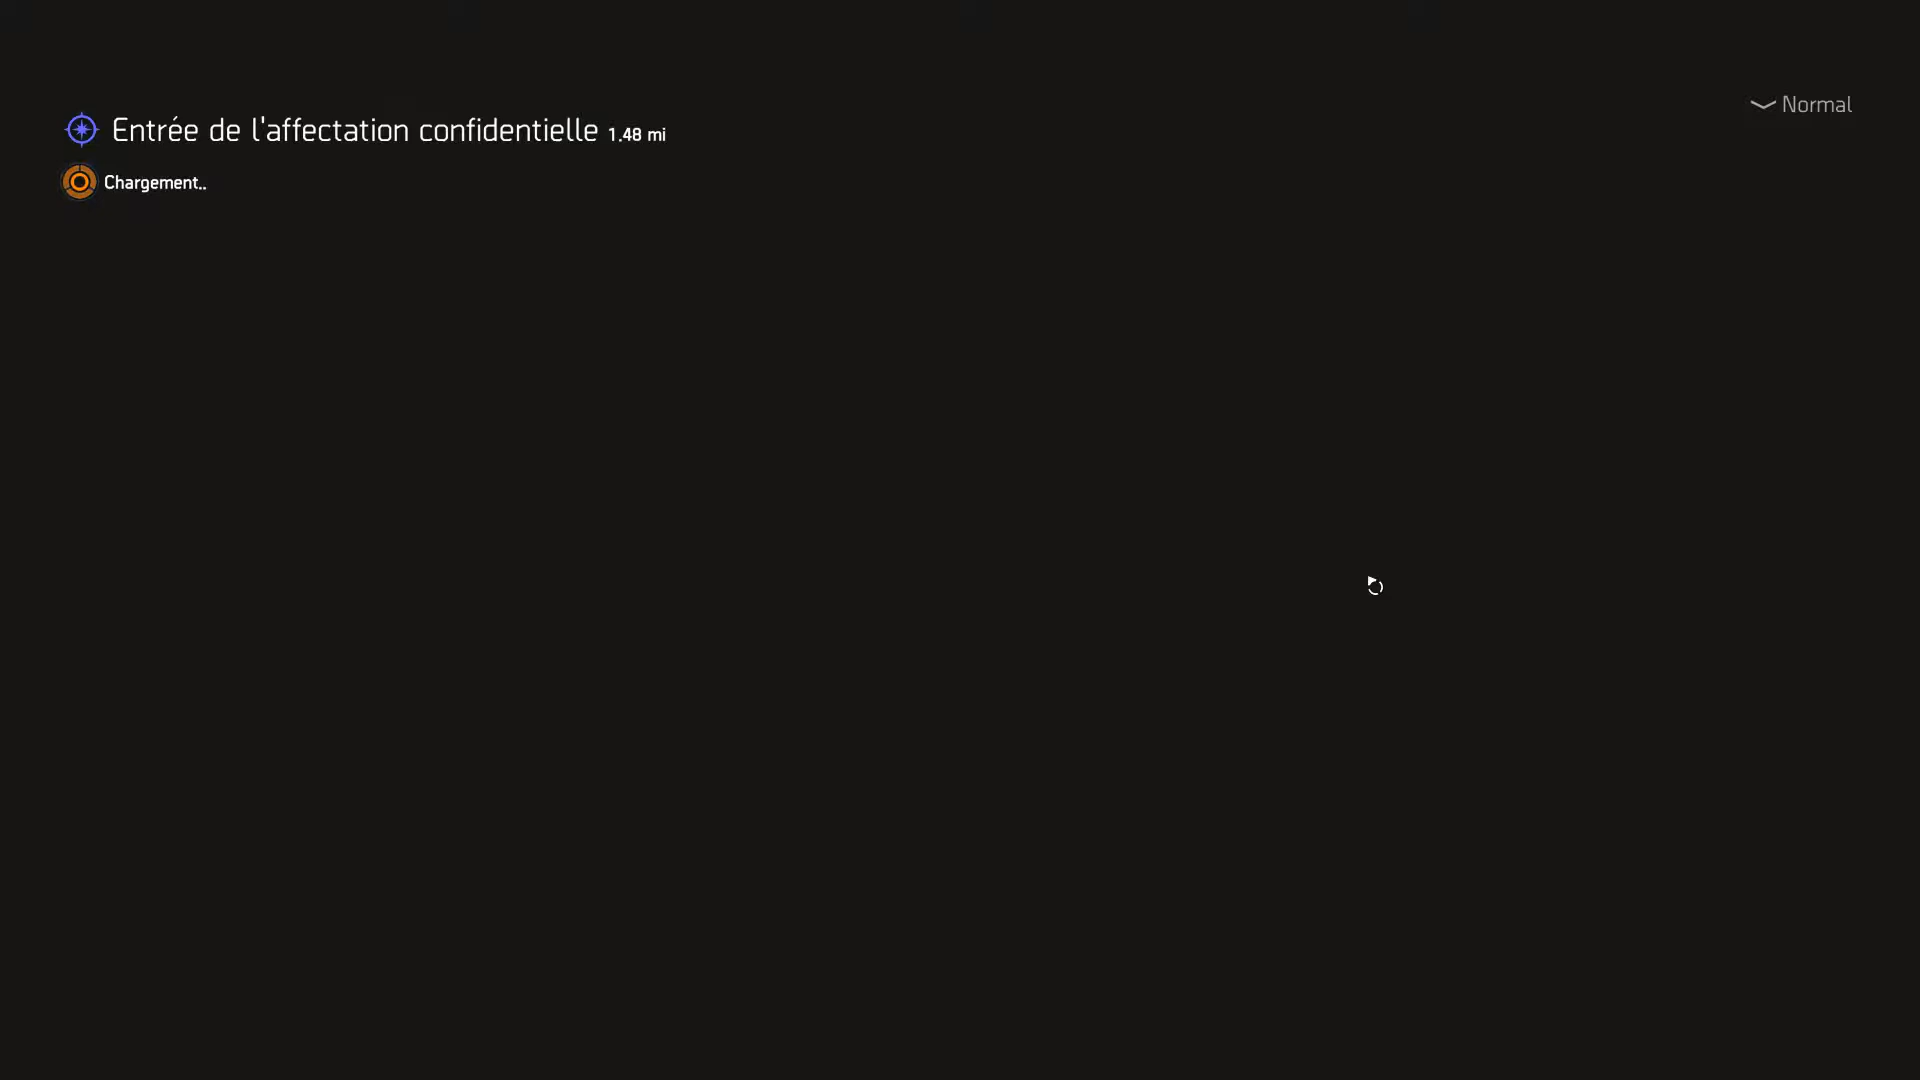 Normal
Entrée de l'affectation confidentielle 1.48 mi
Chargement..